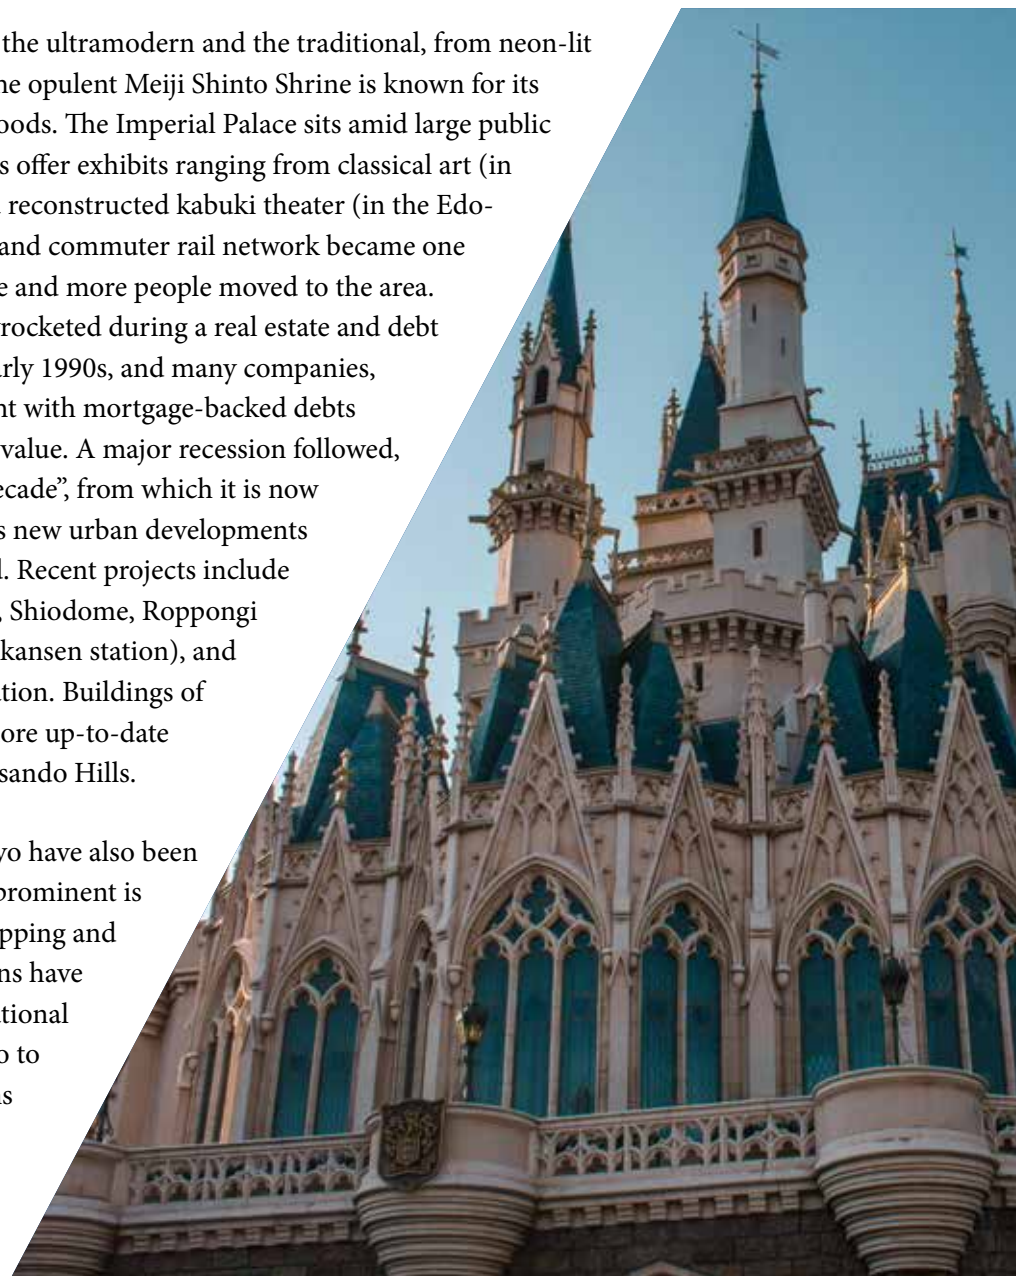 the ultramodern and the traditional, from neon-lit
he opulent Meiji Shinto Shrine is known for its
oods. The Imperial Palace sits amid large public
s offer exhibits ranging from classical art (in
reconstructed kabuki theater (in the Edo-
and commuter rail network became one
e and more people moved to the area.
rocketed during a real estate and debt
arly 1990s, and many companies,
nt with mortgage-backed debts
value. A major recession followed,
ecade”, from which it is now
s new urban developments
l. Recent projects include
, Shiodome, Roppongi
kansen station), and
ation. Buildings of
ore up-to-date
sando Hills.
yo have also been
prominent is
pping and
ns have
ational
o to
ns